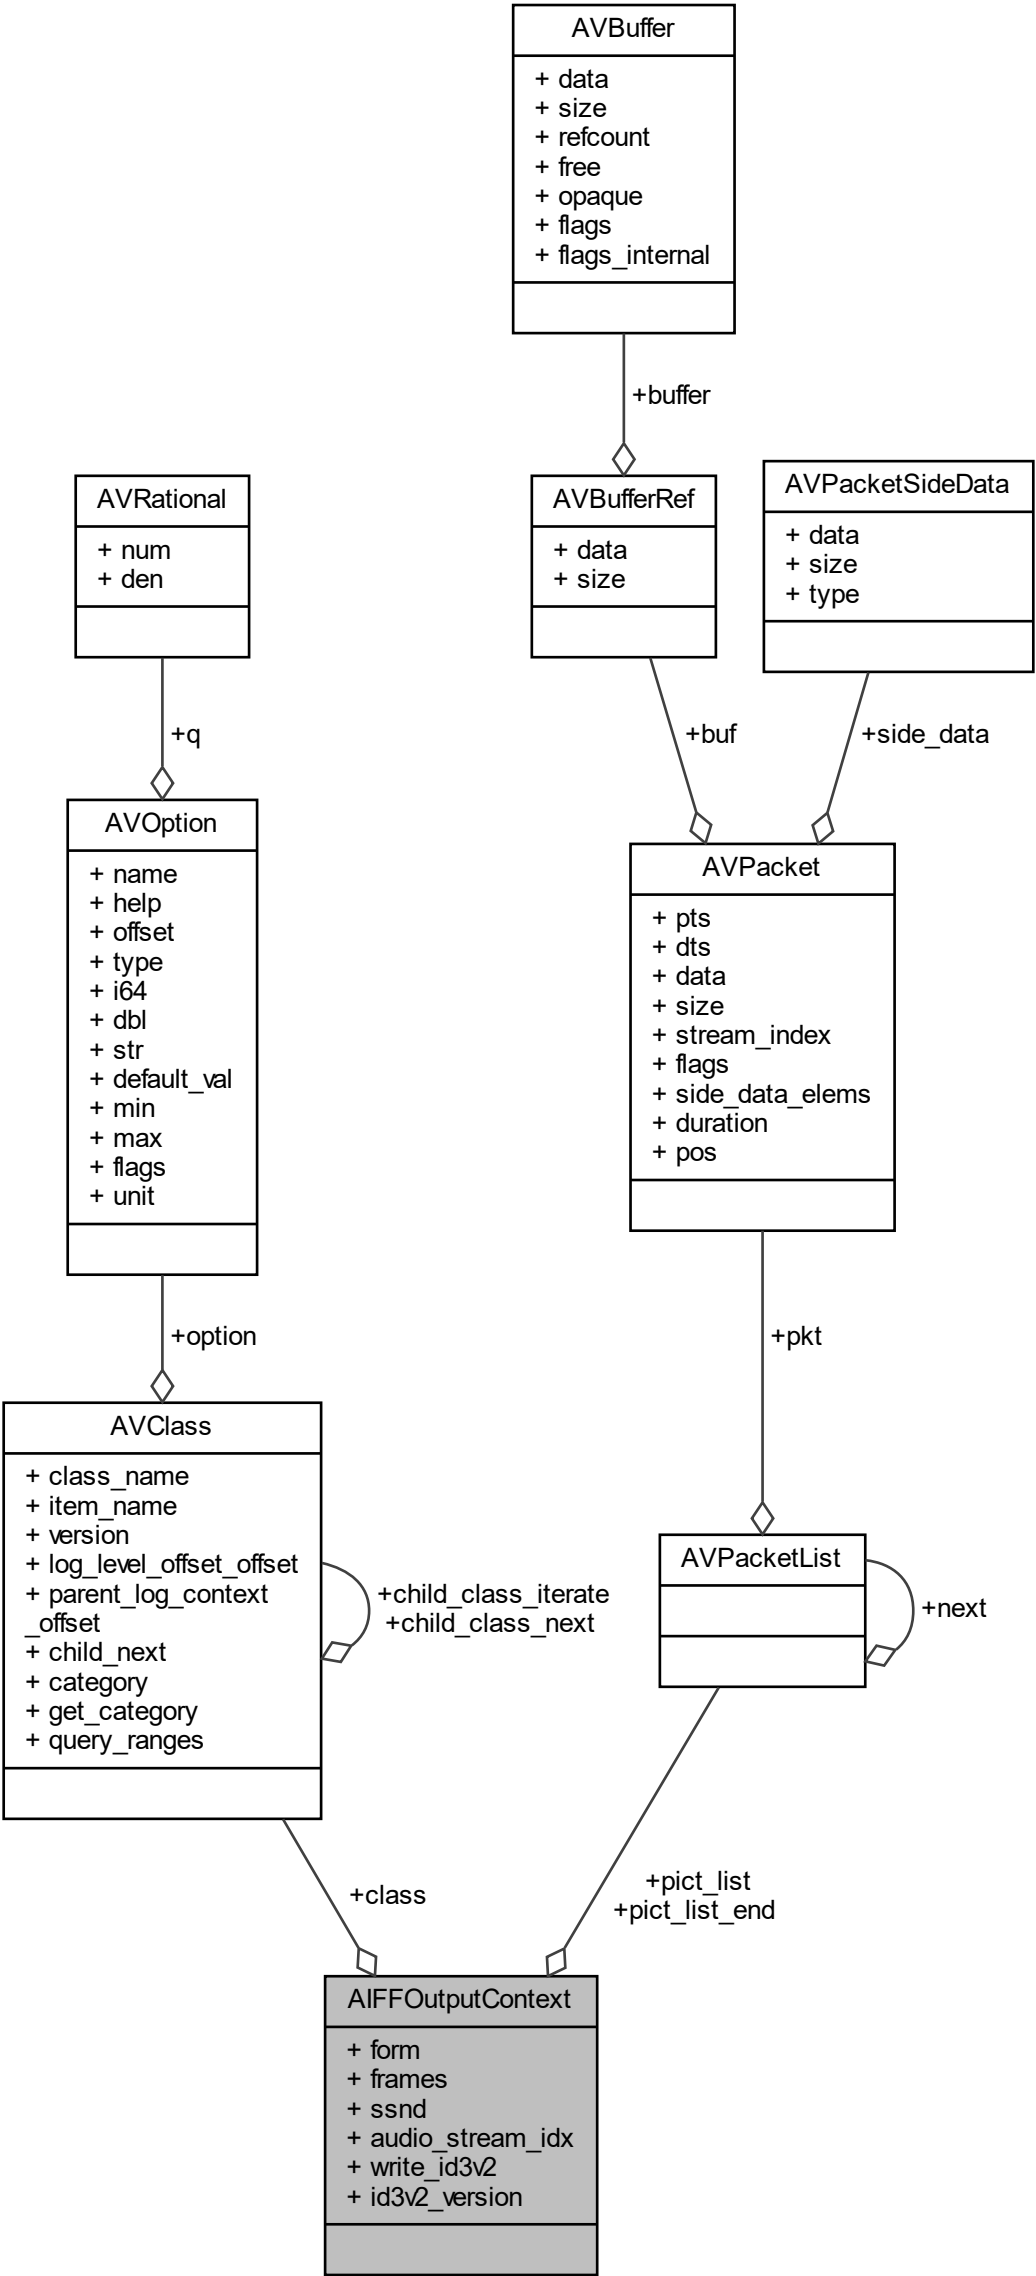 AVBuffer
+ data
+ size
+ refcount
+ free
+ opaque
+ flags
+ flags_internal
+buffer
AVRational
+ num
+ den
AVBufferRef
+ data
+ size
AVPacketSideData
+ data
+ size
+ type
+q
+buf
+side_data
AVOption
+ name
+ help
+ offset
+ type
+ i64
+ dbl
+ str
+ default_val
+ min
+ max
+ flags
+ unit
AVPacket
+ pts
+ dts
+ data
+ size
+ stream_index
+ flags
+ side_data_elems
+ duration
+ pos
+option
+pkt
AVClass
+ class_name
+ item_name
+ version
+ log_level_offset_offset
+ parent_log_context
_offset
+ child_next
+ category
+ get_category
+ query_ranges
+child_class_iterate
+child_class_next
AVPacketList
+next
+class
+pict_list
+pict_list_end
AIFFOutputContext
+ form
+ frames
+ ssnd
+ audio_stream_idx
+ write_id3v2
+ id3v2_version